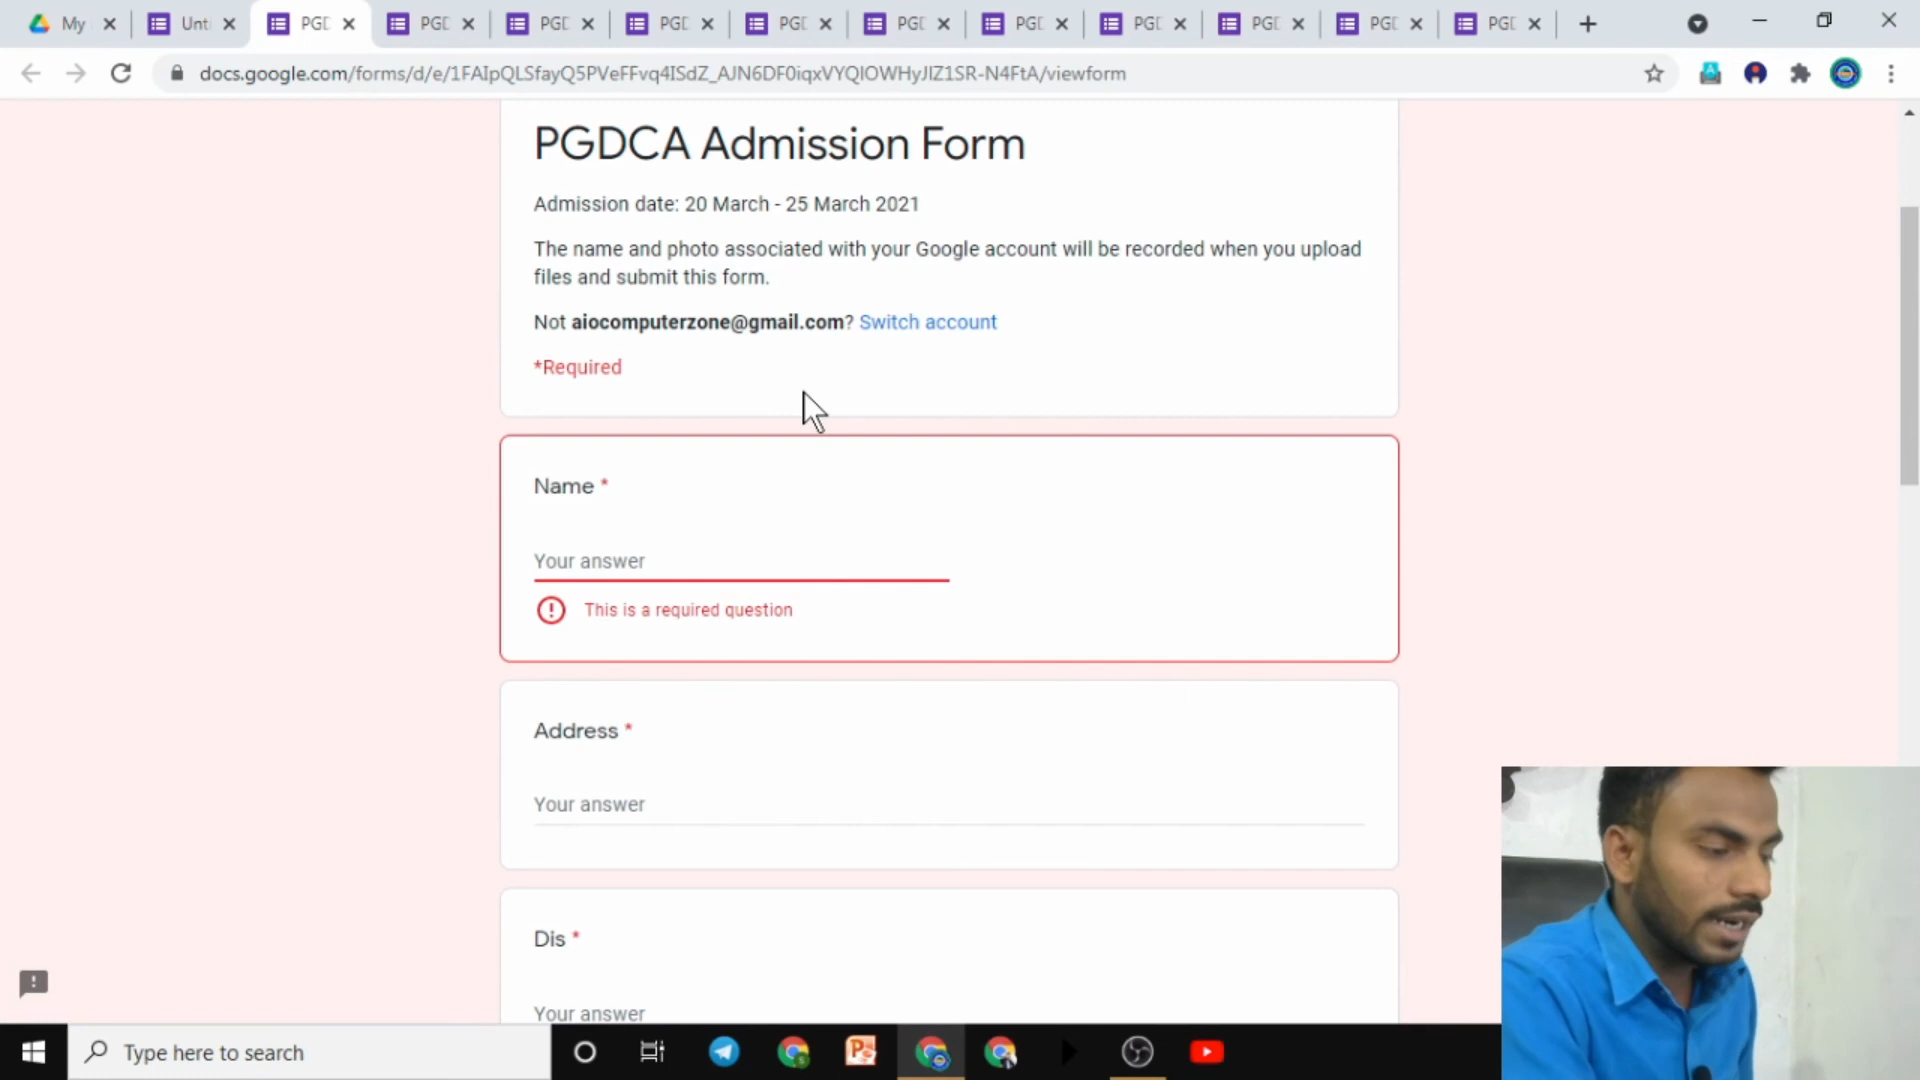 My
Unt
PGD
PGD
PGD
PGD
PGD
PGD
PGD
PGD
PGD
PGD
PGD
docs.google.com/forms/d/e/1FAIpQLSfayQ5PVeFFvq4ISdZ_AJN6DF0iqxVYQIOWHyJIZ1SR-N4FtA/viewform
PGDCA Admission Form
Admission date: 20 March - 25 March 2021
The name and photo associated with your Google account will be recorded when you upload
files and submit this form.
Not aiocomputerzone@gmail.com? Switch account
*Required
Name *
Your answer
This is a required question
Address *
Your answer
Dis *
Your answer
Type here to search